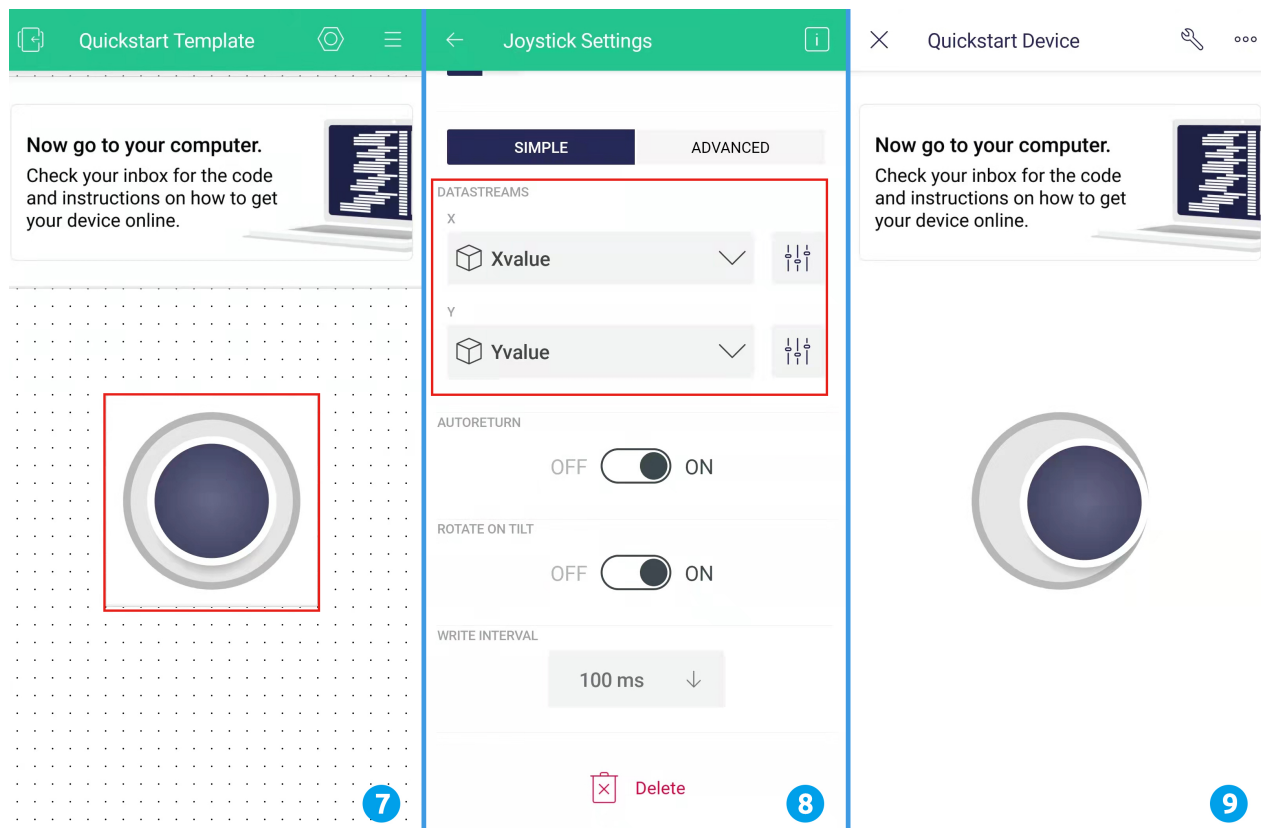 Quickstart Template
Now go to your computer.
Check your inbox for the code
and instructions on how to get
your device online.
7
Joystick Settings
i
SIMPLE
ADVANCED
DATASTREAMS
X
Xvalue
Y
Yvalue
AUTORETURN
OFF
ON
ROTATE ON TILT
OFF
ON
WRITE INTERVAL
100 ms
Delete
8
Quickstart Device
Now go to your computer.
Check your inbox for the code
and instructions on how to get
your device online.
9